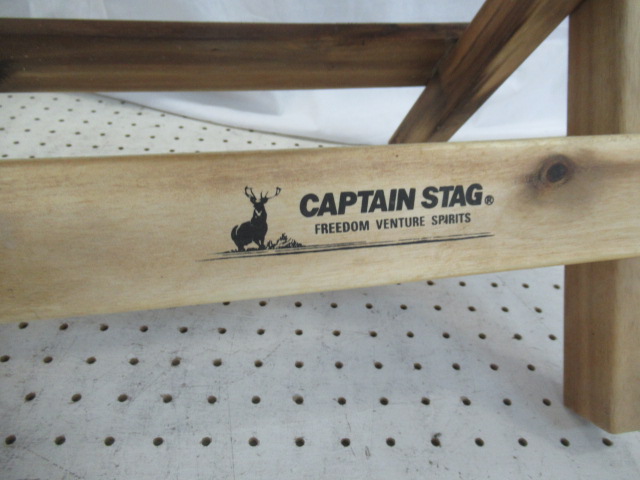 CAPTAIN STAG®
FREEDOM VENTURE SPIRITS